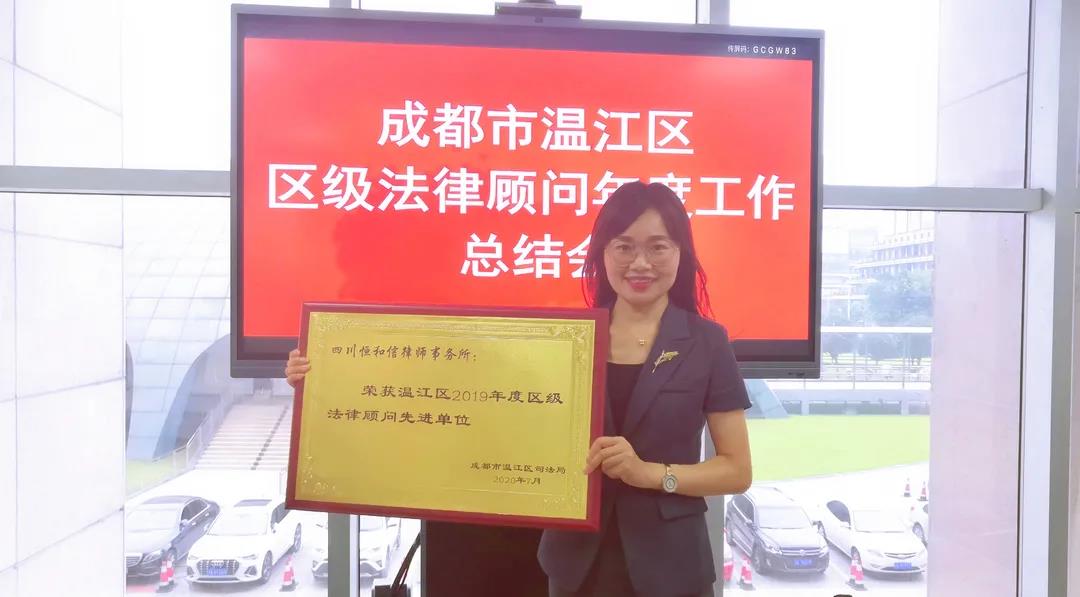 传屏码: GCGW83
成都市温江区
区级法律顾问年度工作
总结会
四川恒和信律师事务所:
荣获温江区2019年度区级
法律顾问先进单位
成都市温江区司法局
2020年7月